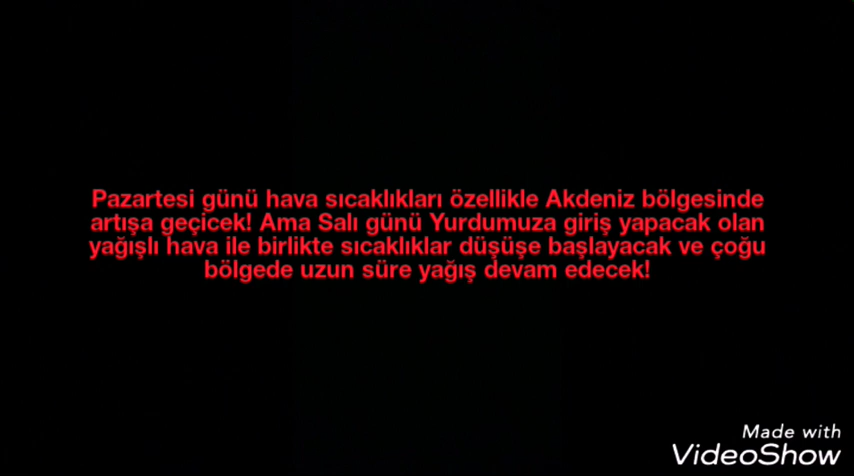 Pazartesi günü hava sıcaklıkları özellikle Akdeniz bölgesinde
artışa geçicek! Ama Salı günü Yurdumuza giriş yapacak olan
yağışlı hava ile birlikte sıcaklıklar düşüşe başlayacak ve çoğu
bölgede uzun süre yağış devam edecek!
Made with
VideoShow